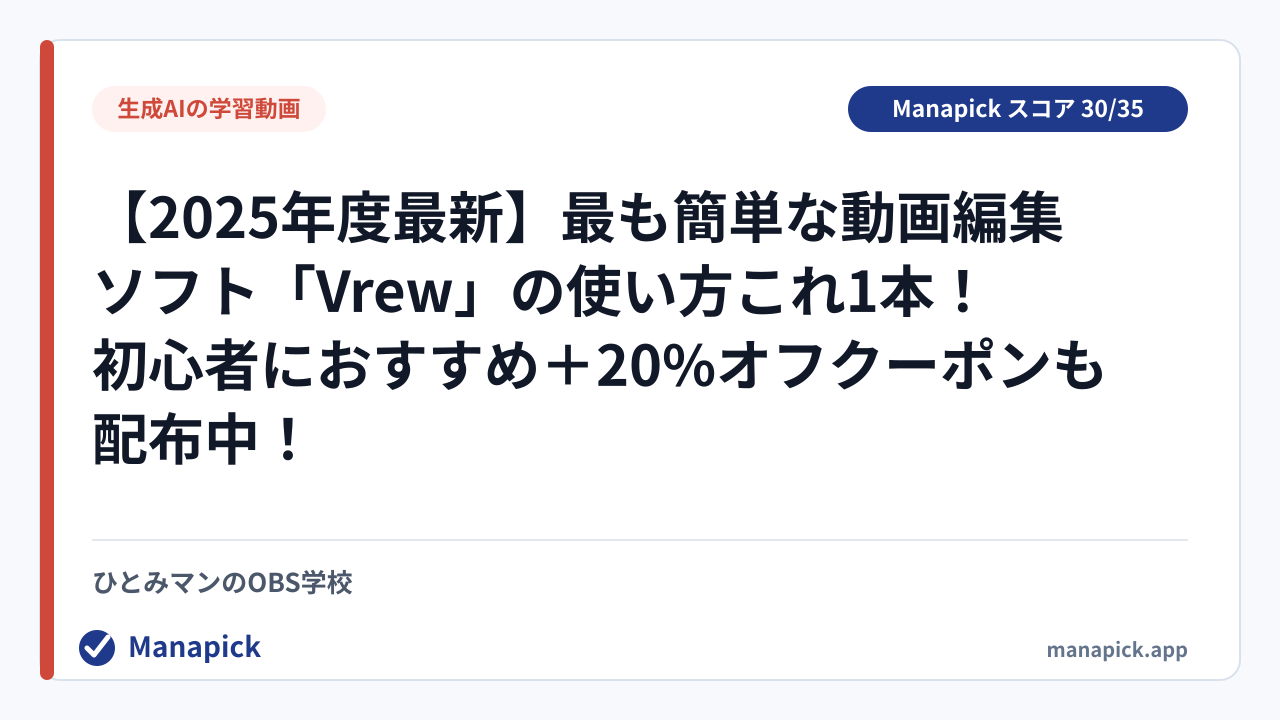 生成AIの学習動画
Manapick スコア 30/35
【2025年度最新】最も簡単な動画編集
ソフト「Vrew」の使い方これ1本！
初心者におすすめ＋20%オフクーポンも
配布中！
ひとみマンのOBS学校
Manapick
manapick.app